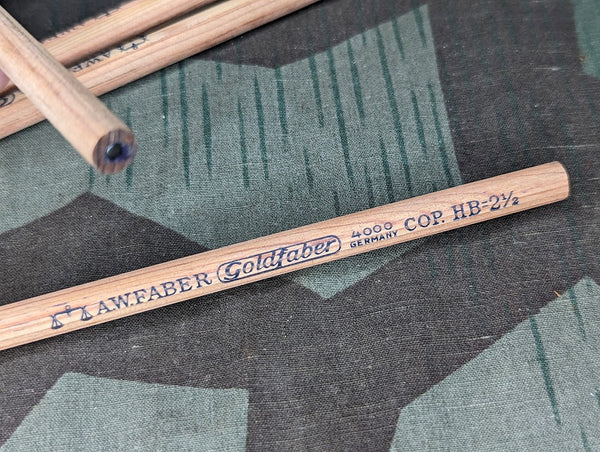 A.W.FABER Goldfaber 4000 GERMANY COP. HB-2½
A.W.